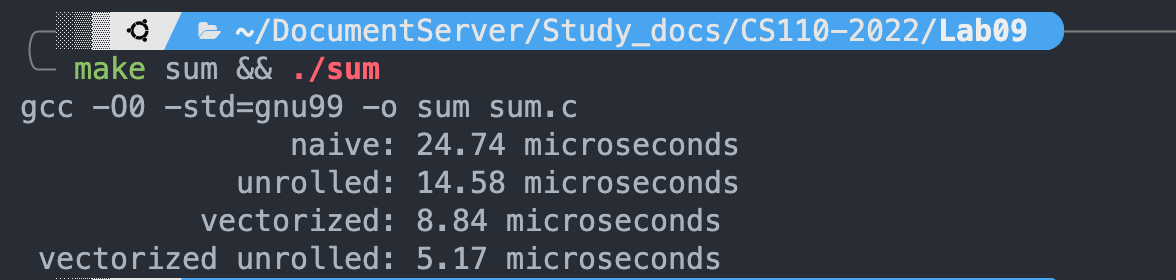 ~/DocumentServer/Study_docs/CS110-2022/Lab09
make sum && ./sum
gcc -O0 -std=gnu99 -o sum sum.c
naive: 24.74 microseconds
unrolled: 14.58 microseconds
vectorized: 8.84 microseconds
vectorized unrolled: 5.17 microseconds